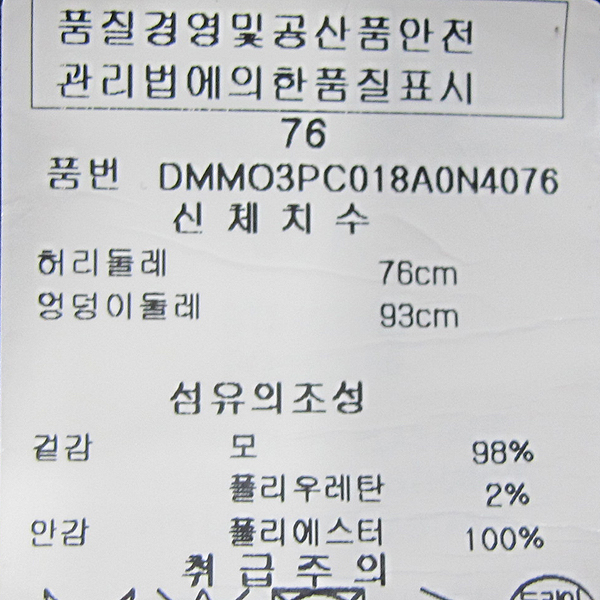 품질경영및공산품안전
관리법에의한품질표시
76
품번 DMMO3PC018A0N4076
신체치수
허리둘레 76cm
엉덩이둘레 93cm
섬유의조성
겉감 모 98%
폴리우레탄 2%
안감 폴리에스터 100%
취급주의
드라이